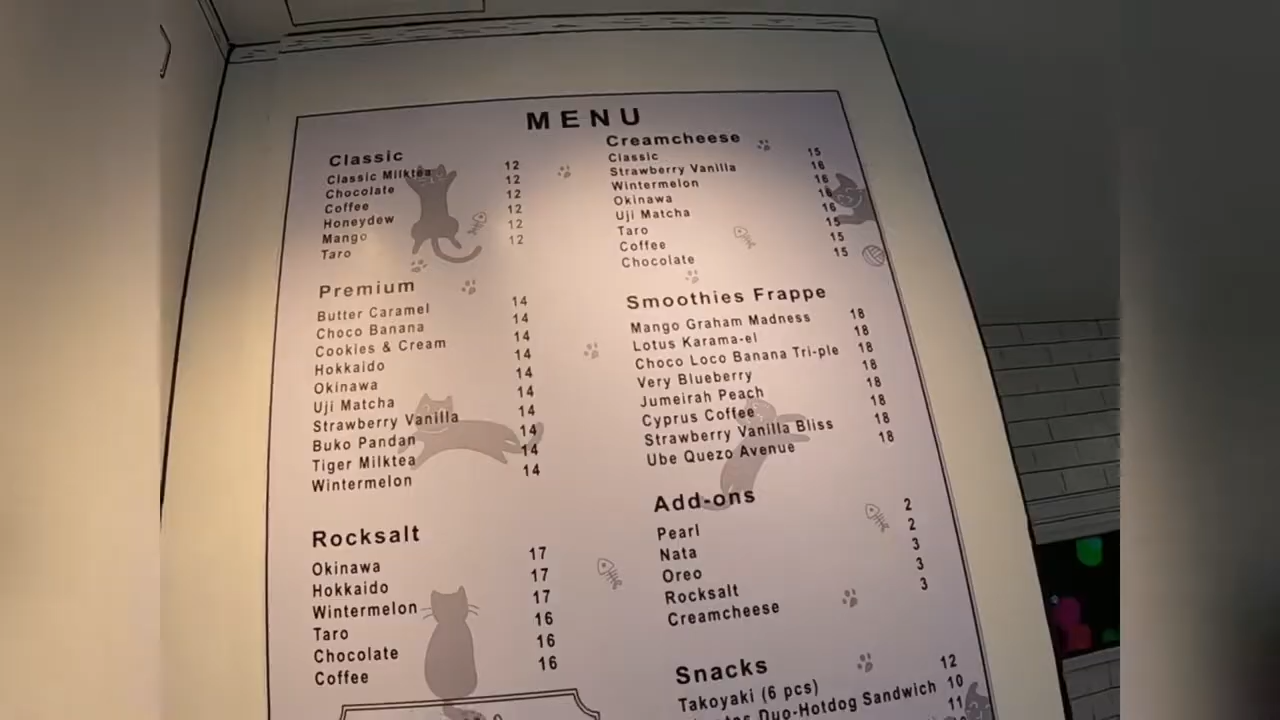 MENU
Classic
Classic Milktea 12
Chocolate 12
Coffee 12
Honeydew 12
Mango 12
Taro 12
Premium
Butter Caramel 14
Choco Banana 14
Cookies & Cream 14
Hokkaido 14
Okinawa 14
Uji Matcha 14
Strawberry Vanilla 14
Buko Pandan 14
Tiger Milktea 14
Wintermelon 14
Rocksalt
Okinawa 17
Hokkaido 17
Wintermelon 17
Taro 16
Chocolate 16
Coffee 16
Creamcheese
Classic 15
Strawberry Vanilla 16
Wintermelon 16
Okinawa 16
Uji Matcha 16
Taro 15
Coffee 15
Chocolate 15
Smoothies Frappe
Mango Graham Madness 18
Lotus Karama-el 18
Choco Loco Banana Tri-ple 18
Very Blueberry 18
Jumeirah Peach 18
Cyprus Coffee 18
Strawberry Vanilla Bliss 18
Ube Quezo Avenue 18
Add-ons
Pearl 2
Nata 2
Oreo 3
Rocksalt 3
Creamcheese 3
Snacks
Takoyaki (6 pcs) 12
Duo-Hotdog Sandwich 10
11